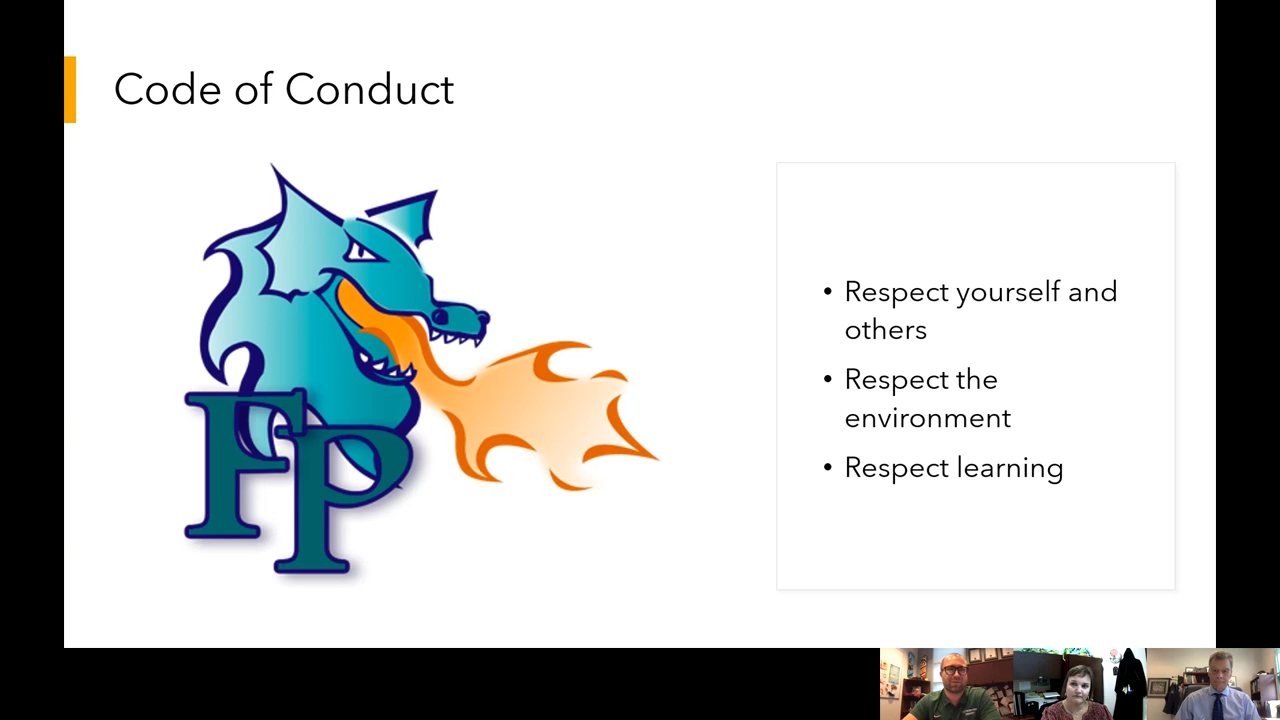 Code of Conduct
FP
• Respect yourself and
others
• Respect the
environment
• Respect learning